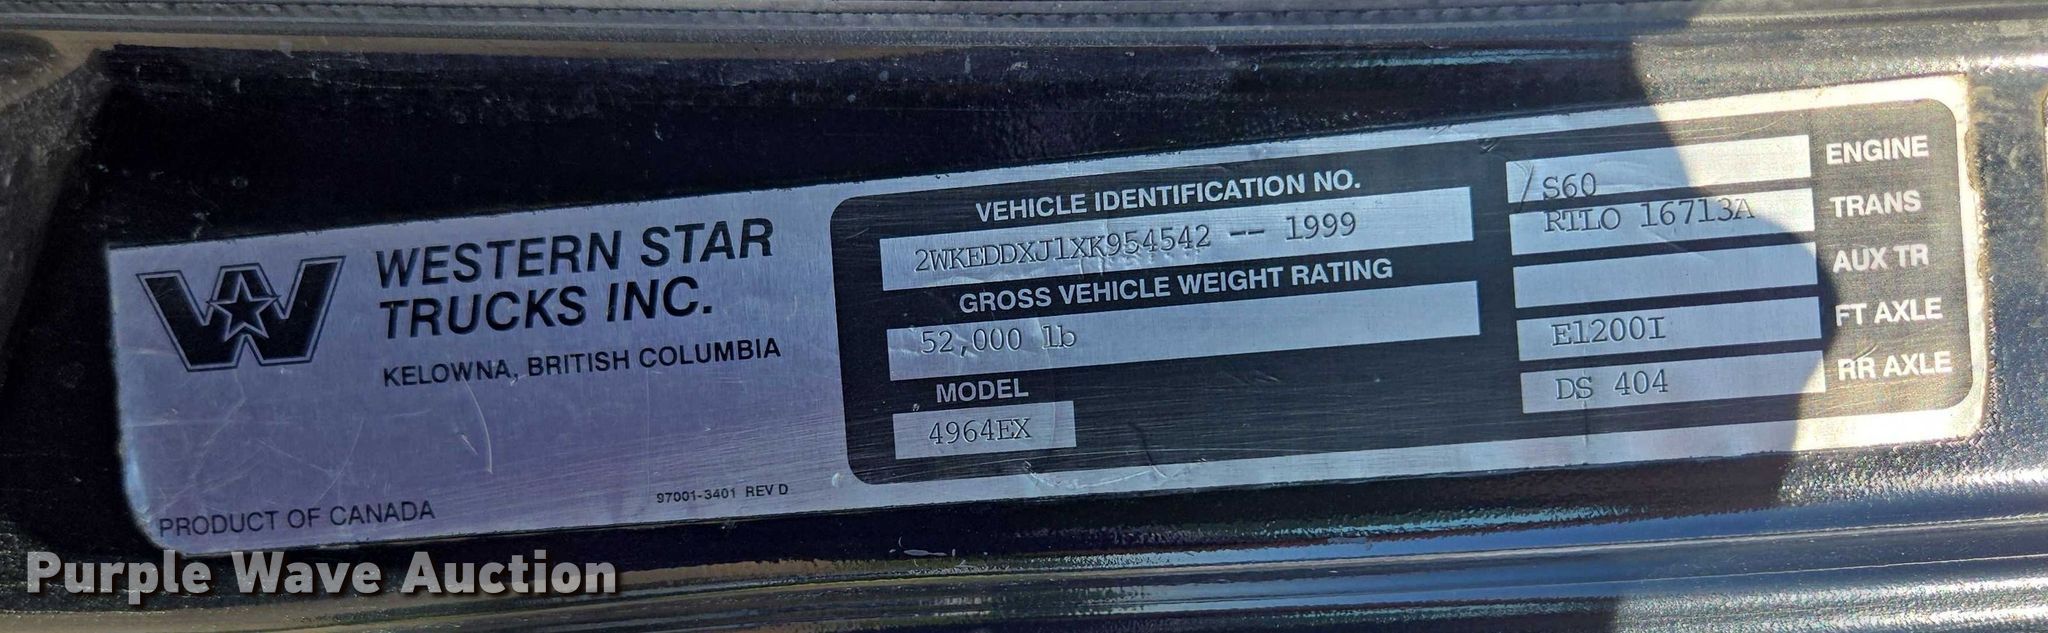 WESTERN STAR
TRUCKS INC.
KELOWNA, BRITISH COLUMBIA
PRODUCT OF CANADA
97001-3401 REV D
VEHICLE IDENTIFICATION NO.
2WKEDDXJ1XK954542 -- 1999
GROSS VEHICLE WEIGHT RATING
52,000 lb
MODEL
4964EX
/S60 ENGINE
RTLO 16713A TRANS
AUX TR
E1200I FT AXLE
DS 404 RR AXLE
Purple Wave Auction